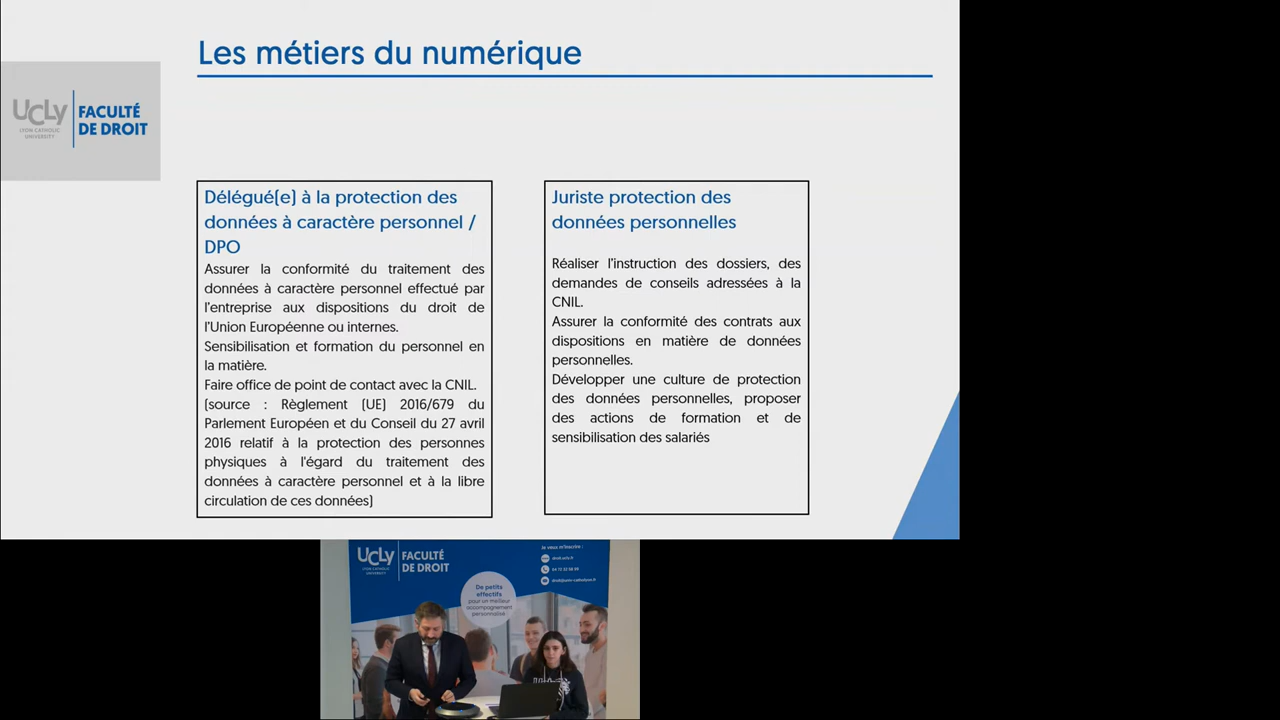 Les métiers du numérique
UCLy
LYON CATHOLIC
UNIVERSITY
FACULTÉ
DE DROIT
Délégué(e) à la protection des
données à caractère personnel /
DPO
Assurer la conformité du traitement des
données à caractère personnel effectué par
l'entreprise aux dispositions du droit de
l'Union Européenne ou internes.
Sensibilisation et formation du personnel en
la matière.
Faire office de point de contact avec la CNIL.
(source : Règlement (UE) 2016/679 du
Parlement Européen et du Conseil du 27 avril
2016 relatif à la protection des personnes
physiques à l'égard du traitement des
données à caractère personnel et à la libre
circulation de ces données)
Juriste protection des
données personnelles
Réaliser l'instruction des dossiers, des
demandes de conseils adressées à la
CNIL.
Assurer la conformité des contrats aux
dispositions en matière de données
personnelles.
Développer une culture de protection
des données personnelles, proposer
des actions de formation et de
sensibilisation des salariés
UCLy
LYON CATHOLIC
UNIVERSITY
FACULTÉ
DE DROIT
De petits
effectifs
pour un meilleur
accompagnement
personnalisé
droit.ucly.fr